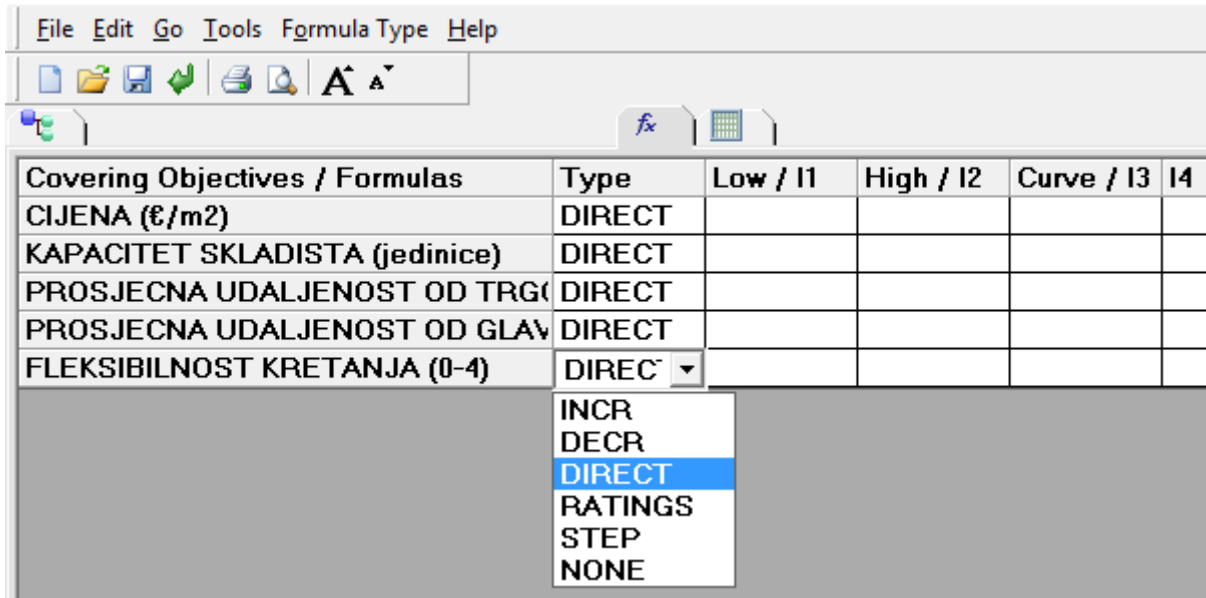 File Edit Go Tools Formula Type Help
A A
fx
Covering Objectives / Formulas Type Low / I1 High / I2 Curve / I3 I4
CIJENA (€/m2) DIRECT
KAPACITET SKLADISTA (jedinice) DIRECT
PROSJECNA UDALJENOST OD TRG DIRECT
PROSJECNA UDALJENOST OD GLAV DIRECT
FLEKSIBILNOST KRETANJA (0-4) DIREC
INCR
DECR
DIRECT
RATINGS
STEP
NONE